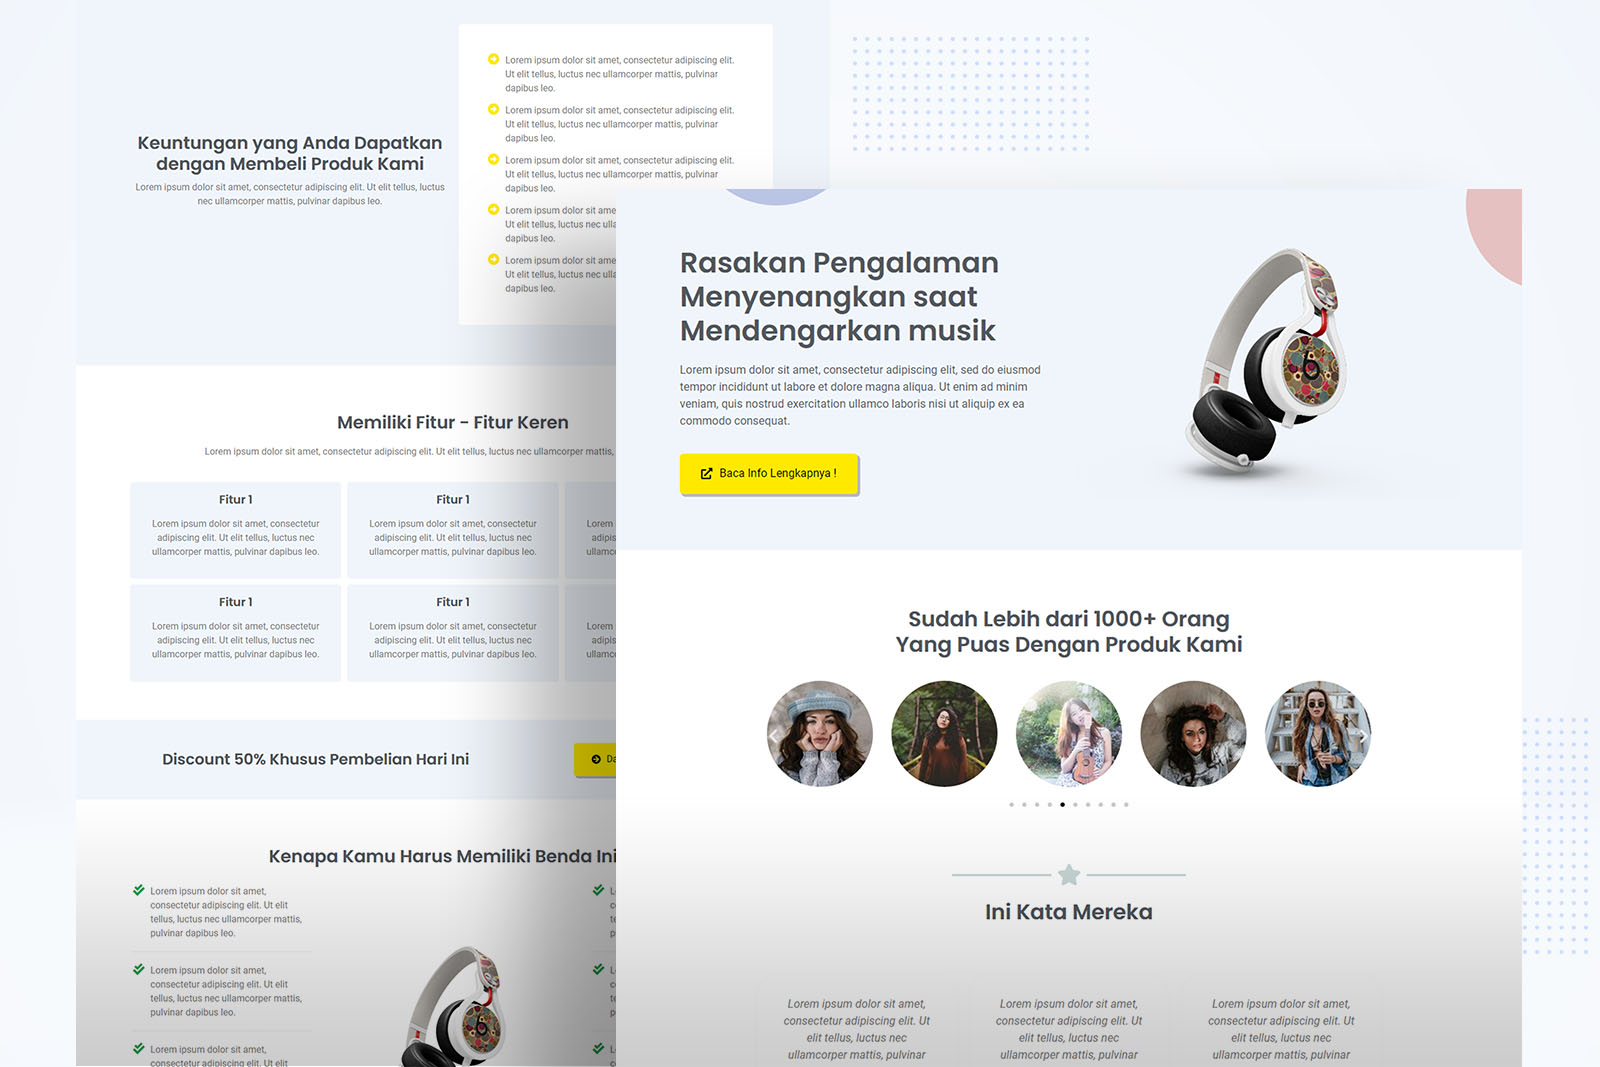 Keuntungan yang Anda Dapatkan
dengan Membeli Produk Kami
Lorem ipsum dolor sit amet, consectetur adipiscing elit. Ut elit tellus, luctus
nec ullamcorper mattis, pulvinar dapibus leo.
Lorem ipsum dolor sit amet, consectetur adipiscing elit.
Ut elit tellus, luctus nec ullamcorper mattis, pulvinar
dapibus leo.
Lorem ipsum dolor sit amet, consectetur adipiscing elit.
Ut elit tellus, luctus nec ullamcorper mattis, pulvinar
dapibus leo.
Lorem ipsum dolor sit amet, consectetur adipiscing elit.
Ut elit tellus, luctus nec ullamcorper mattis, pulvinar
dapibus leo.
Lorem ipsum dolor sit ame
Ut elit tellus, luctus nec ulla
dapibus leo.
Lorem ipsum dolor sit ame
Ut elit tellus, luctus nec ulla
dapibus leo.
Memiliki Fitur - Fitur Keren
Lorem ipsum dolor sit amet, consectetur adipiscing elit. Ut elit tellus, luctus nec ullamcorper mattis,
Fitur 1
Lorem ipsum dolor sit amet, consectetur
adipiscing elit. Ut elit tellus, luctus nec
ullamcorper mattis, pulvinar dapibus leo.
Fitur 1
Lorem ipsum dolor sit amet, consectetur
adipiscing elit. Ut elit tellus, luctus nec
ullamcorper mattis, pulvinar dapibus leo.
Lorem
adipis
ullamc
Fitur 1
Lorem ipsum dolor sit amet, consectetur
adipiscing elit. Ut elit tellus, luctus nec
ullamcorper mattis, pulvinar dapibus leo.
Fitur 1
Lorem ipsum dolor sit amet, consectetur
adipiscing elit. Ut elit tellus, luctus nec
ullamcorper mattis, pulvinar dapibus leo.
Lorem
adipis
ullamc
Discount 50% Khusus Pembelian Hari Ini
Da
Kenapa Kamu Harus Memiliki Benda Ini
Lorem ipsum dolor sit amet,
consectetur adipiscing elit. Ut elit
tellus, luctus nec ullamcorper mattis,
pulvinar dapibus leo.
Lorem ipsum dolor sit amet,
consectetur adipiscing elit. Ut elit
tellus, luctus nec ullamcorper mattis,
pulvinar dapibus leo.
Lorem ipsum dolor sit amet,
consectetur adipiscing elit. Ut elit
Rasakan Pengalaman
Menyenangkan saat
Mendengarkan musik
Lorem ipsum dolor sit amet, consectetur adipiscing elit, sed do eiusmod
tempor incididunt ut labore et dolore magna aliqua. Ut enim ad minim
veniam, quis nostrud exercitation ullamco laboris nisi ut aliquip ex ea
commodo consequat.
Baca Info Lengkapnya !
Sudah Lebih dari 1000+ Orang
Yang Puas Dengan Produk Kami
Ini Kata Mereka
Lorem ipsum dolor sit amet,
consectetur adipiscing elit. Ut
elit tellus, luctus nec
ullamcorper mattis, pulvinar
Lorem ipsum dolor sit amet,
consectetur adipiscing elit. Ut
elit tellus, luctus nec
ullamcorper mattis, pulvinar
Lorem ipsum dolor sit amet,
consectetur adipiscing elit. Ut
elit tellus, luctus nec
ullamcorper mattis, pulvinar